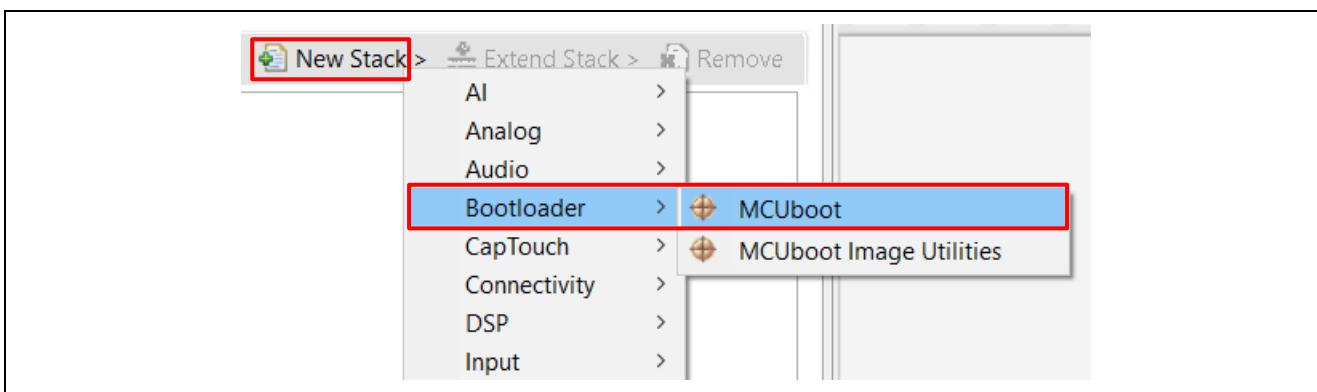 New Stack > Extend Stack > Remove
AI >
Analog >
Audio >
Bootloader > MCUboot
CapTouch > MCUboot Image Utilities
Connectivity >
DSP >
Input >